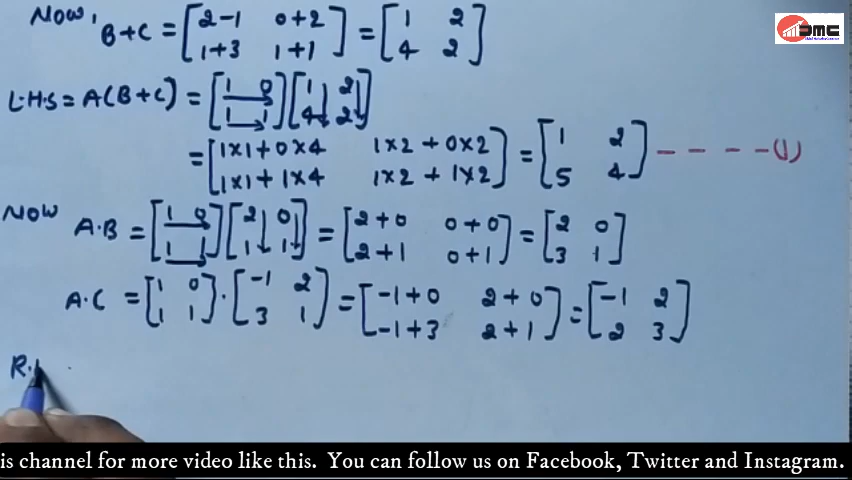 Now, B+C = [2-1 0+2 / 1+3 1+1] = [1 2 / 4 2]
L.H.S = A(B+C) = [1 0 / 1 1] [1 2 / 4 2]
= [1×1+0×4 1×2+0×2 / 1×1+1×4 1×2+1×2] = [1 2 / 5 4] - - - - (1)
Now A.B = [1 0 / 1 1] [2 0 / 1 1] = [2+0 0+0 / 2+1 0+1] = [2 0 / 3 1]
A.C = [1 0 / 1 1] . [-1 2 / 3 1] = [-1+0 2+0 / -1+3 2+1] = [-1 2 / 2 3]
R.
DMC
is channel for more video like this. You can follow us on Facebook, Twitter and Instagram.